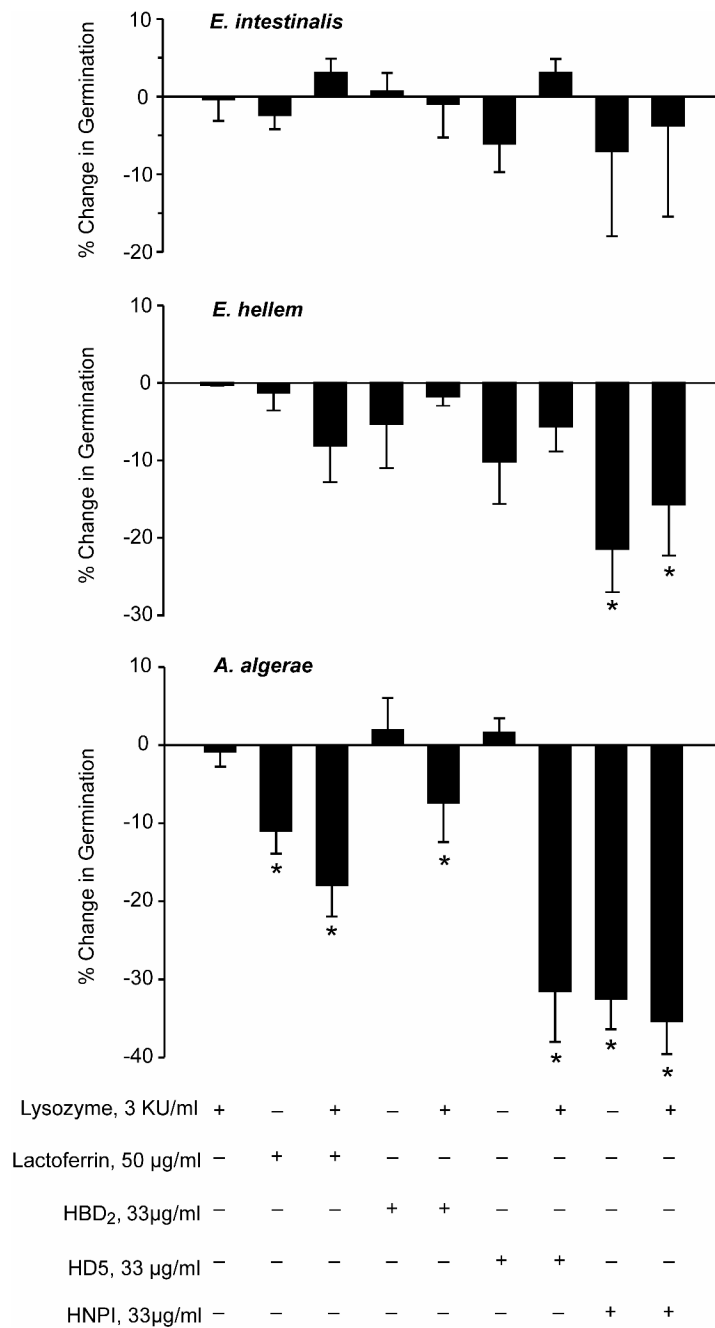 E. intestinalis
10
0
-10
-20
% Change in Germination
E. hellem
10
0
-10
-20
-30
% Change in Germination
* *
A. algerae
10
0
-10
-20
-30
-40
% Change in Germination
* * * * * *
Lysozyme, 3 KU/ml + – + – + – + – +
Lactoferrin, 50 µg/ml – + + – – – – – –
HBD2, 33µg/ml – – – + + – – – –
HD5, 33 µg/ml – – – – – + + – –
HNPI, 33µg/ml – – – – – – – + +